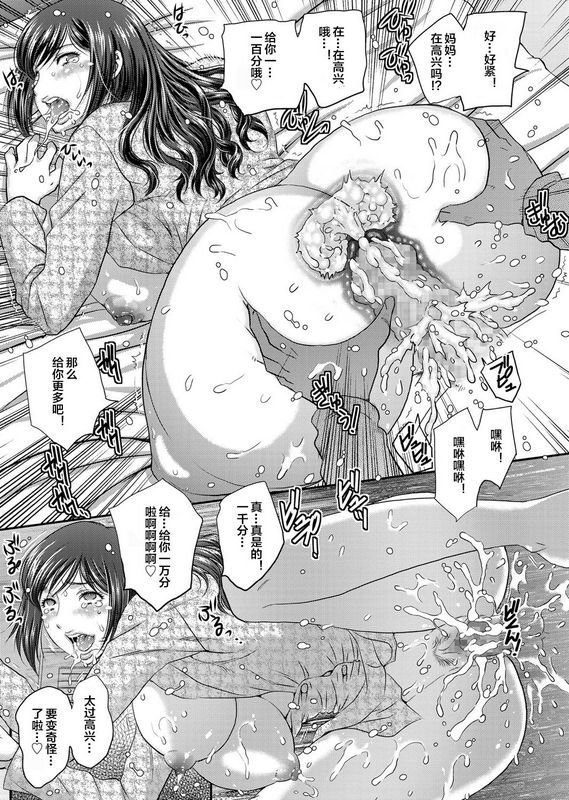 好…好紧！
妈妈…
在高兴吗!?
在…在高兴
哦…！
给你一…
一百分哦♡
那么
给你更多吧！
嘿咻！
嘿咻嘿咻！
真…真是的！
一千分…
给…给你一万分
啦啊啊啊啊♡
太过高兴…
要变奇怪
了啦…♡